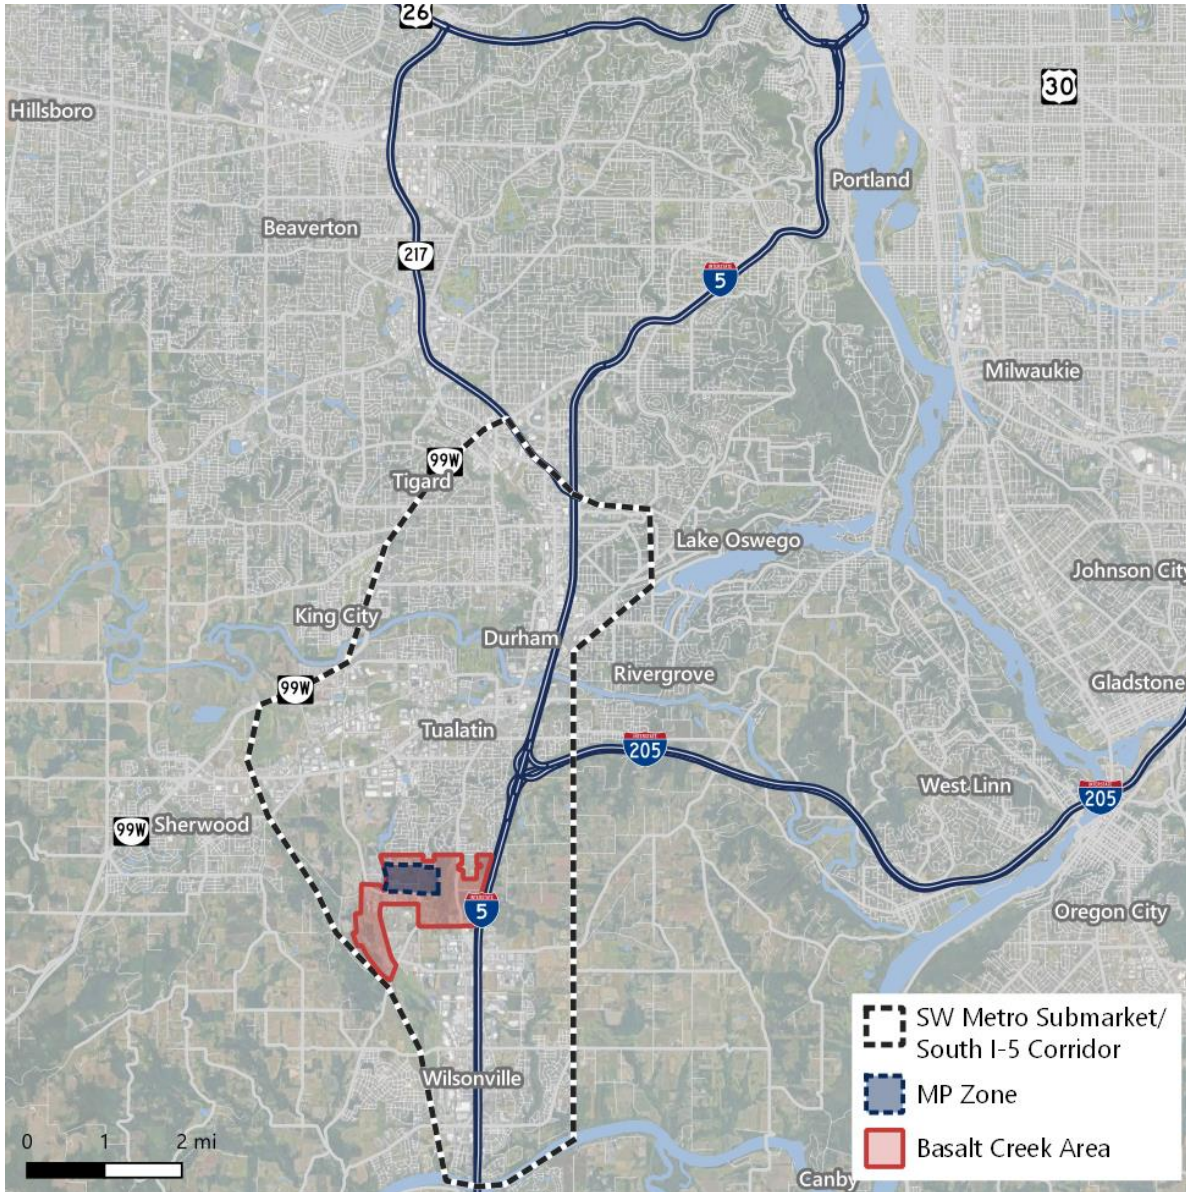 26
30
Hillsboro
Portland
Beaverton
217
5
Milwaukie
99W
Tigard
Lake Oswego
Johnson City
King City
Durham
Rivergrove
Gladstone
99W
Tualatin
205
West Linn
205
99W
Sherwood
5
Oregon City
SW Metro Submarket/
South I-5 Corridor
Wilsonville
MP Zone
0 1 2 mi
Basalt Creek Area
Canby